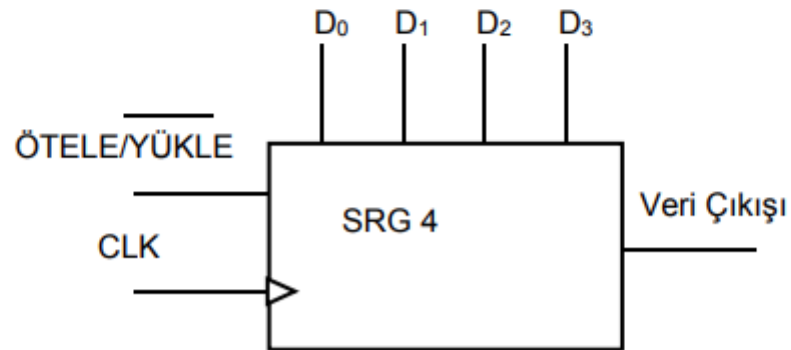 D₀ D₁ D₂ D₃
ÖTELE/YÜKLE
SRG 4
Veri Çıkışı
CLK